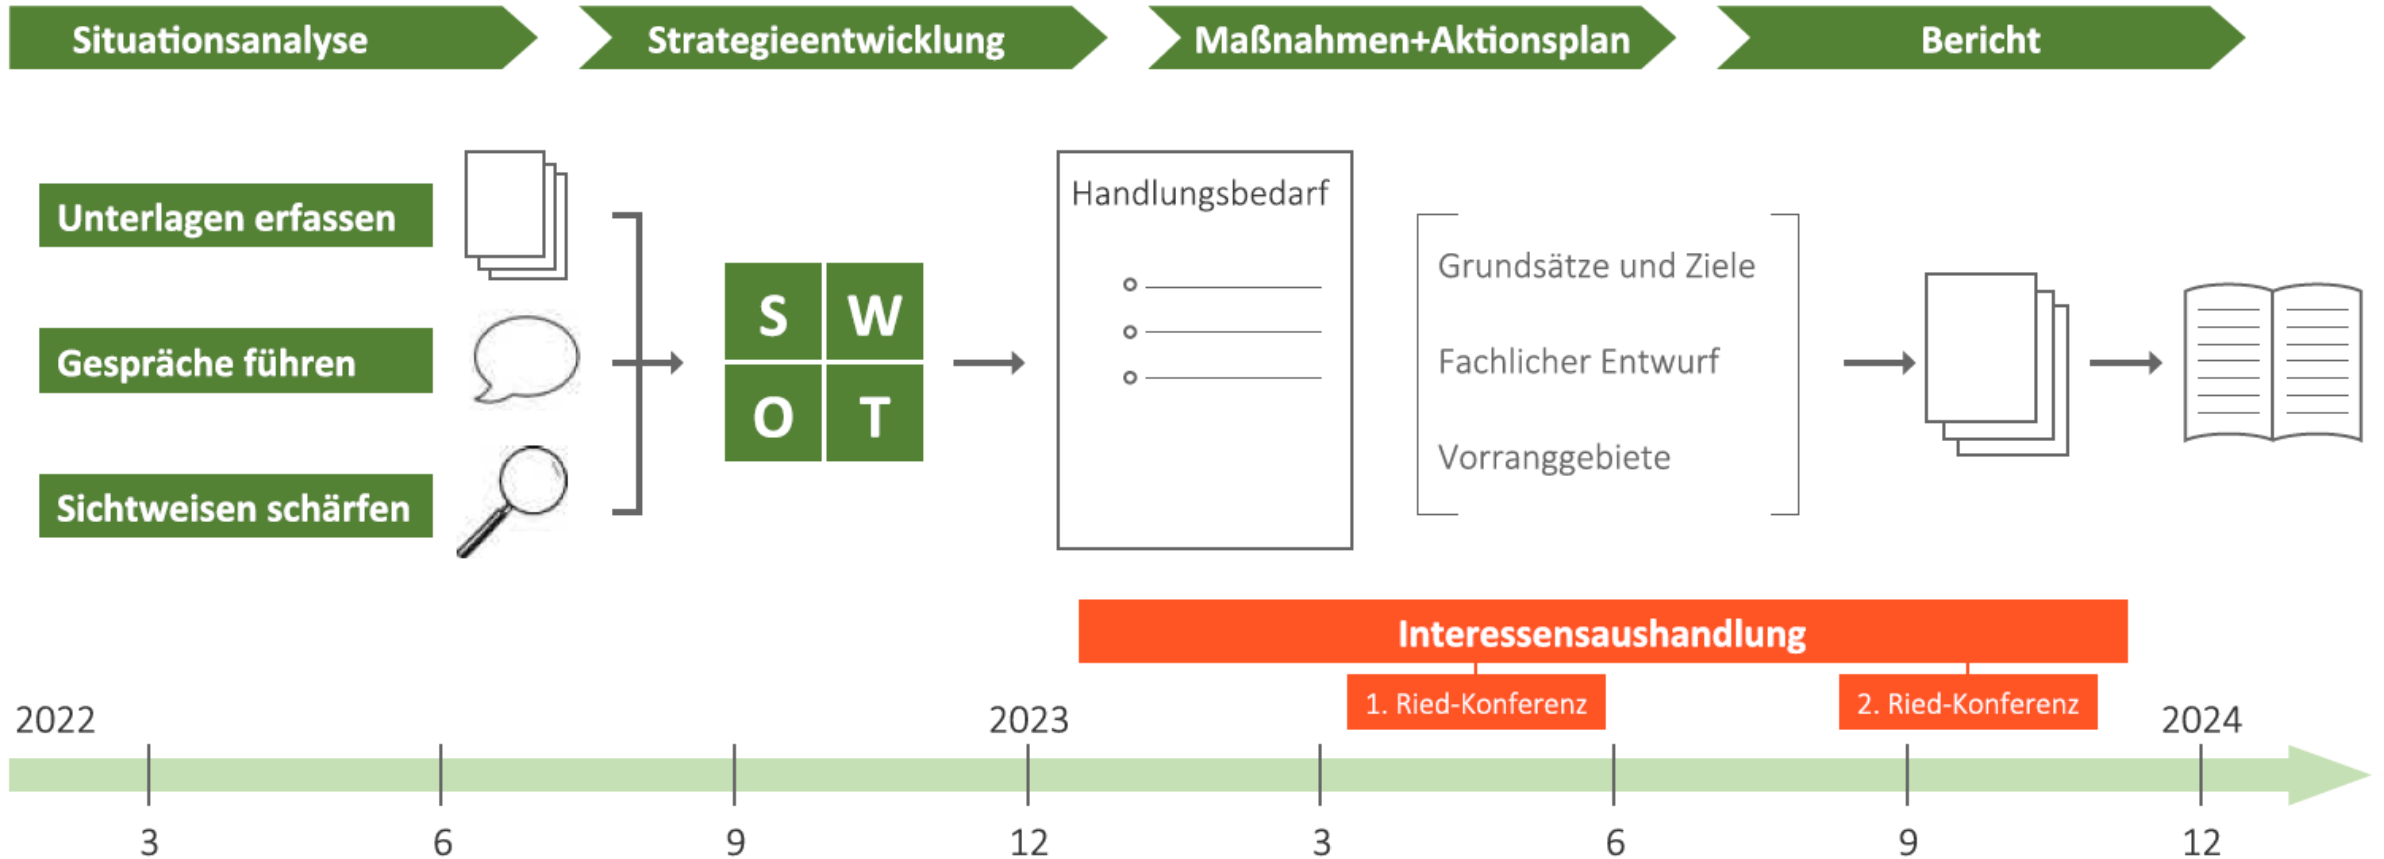 Situationsanalyse
Strategieentwicklung
Maßnahmen+Aktionsplan
Bericht
Unterlagen erfassen
Gespräche führen
Sichtweisen schärfen
S W
O T
Handlungsbedarf
Grundsätze und Ziele
Fachlicher Entwurf
Vorranggebiete
Interessensaushandlung
1. Ried-Konferenz
2. Ried-Konferenz
2022
2023
2024
3
6
9
12
3
6
9
12